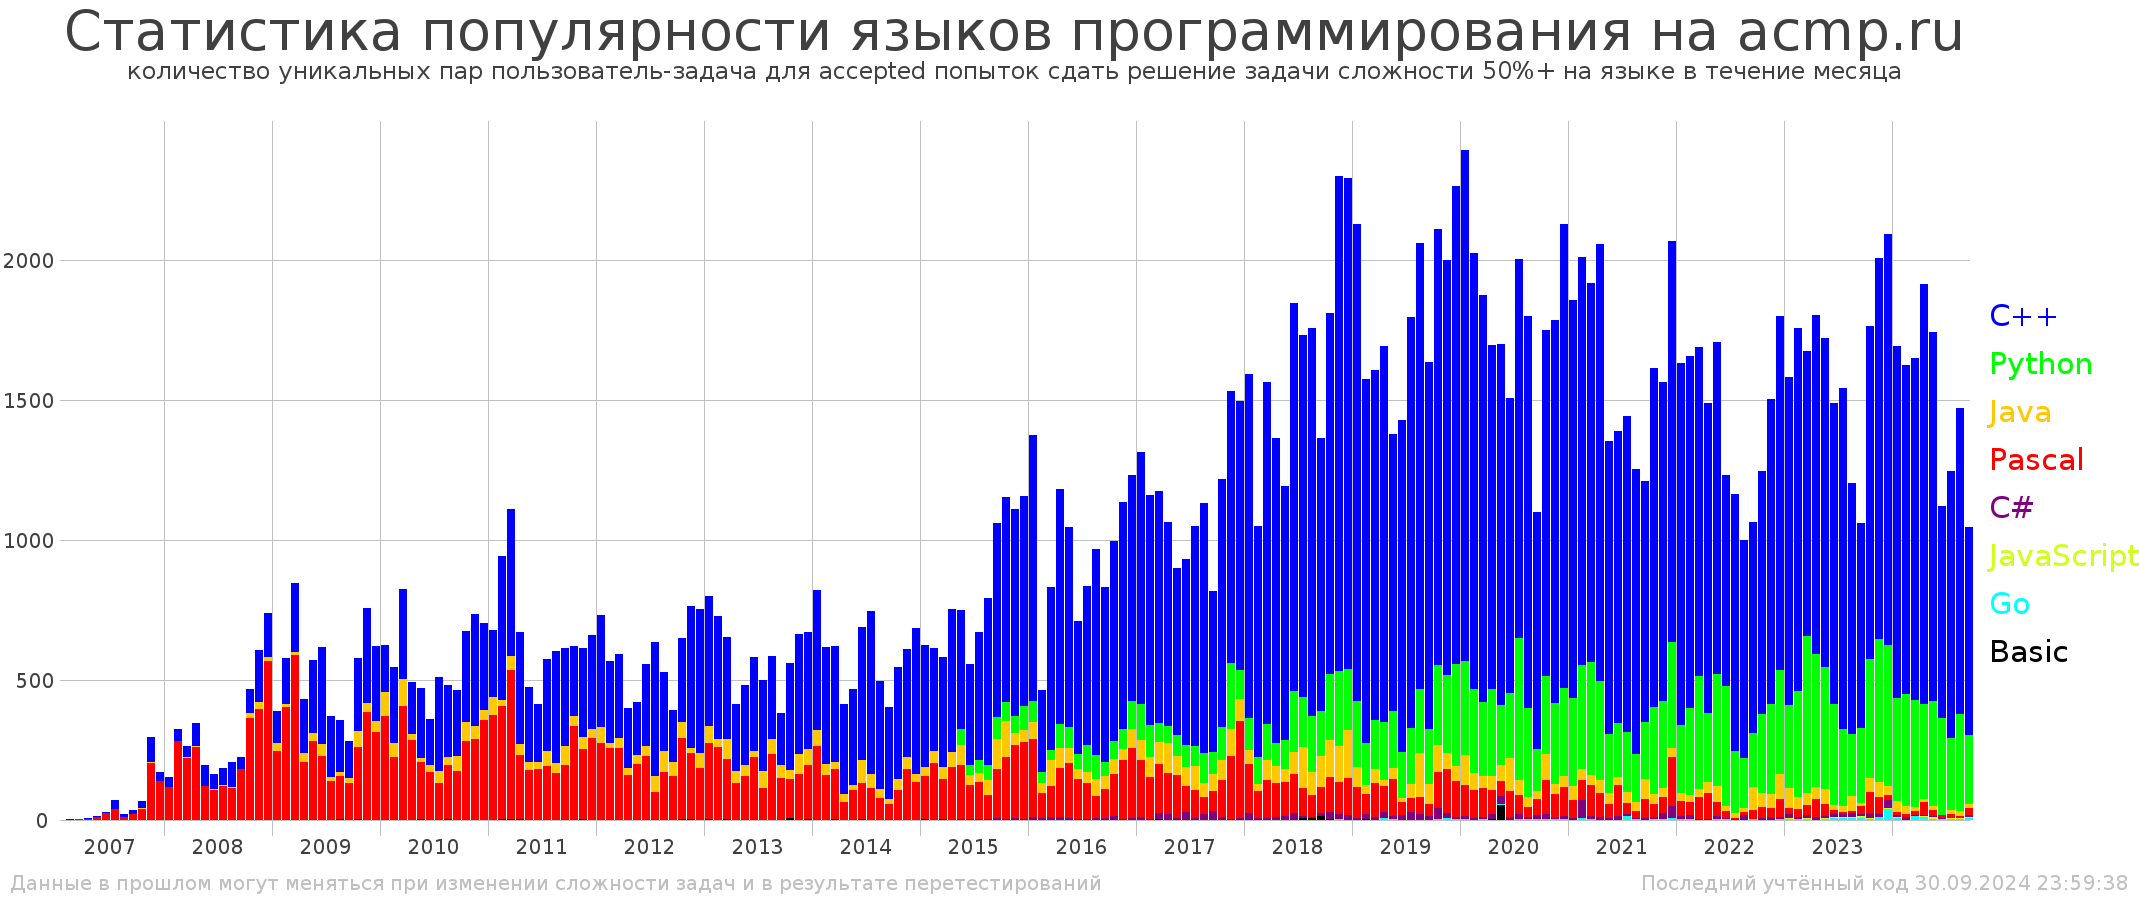 Статистика популярности языков программирования на acmp.ru
количество уникальных пар пользователь-задача для accepted попыток сдать решение задачи сложности 50%+ на языке в течение месяца
2000
1500
1000
500
0
C++
Python
Java
Pascal
C#
JavaScript
Go
Basic
2007 2008 2009 2010 2011 2012 2013 2014 2015 2016 2017 2018 2019 2020 2021 2022 2023
Данные в прошлом могут меняться при изменении сложности задач и в результате перетестирований
Последний учтённый код 30.09.2024 23:59:38